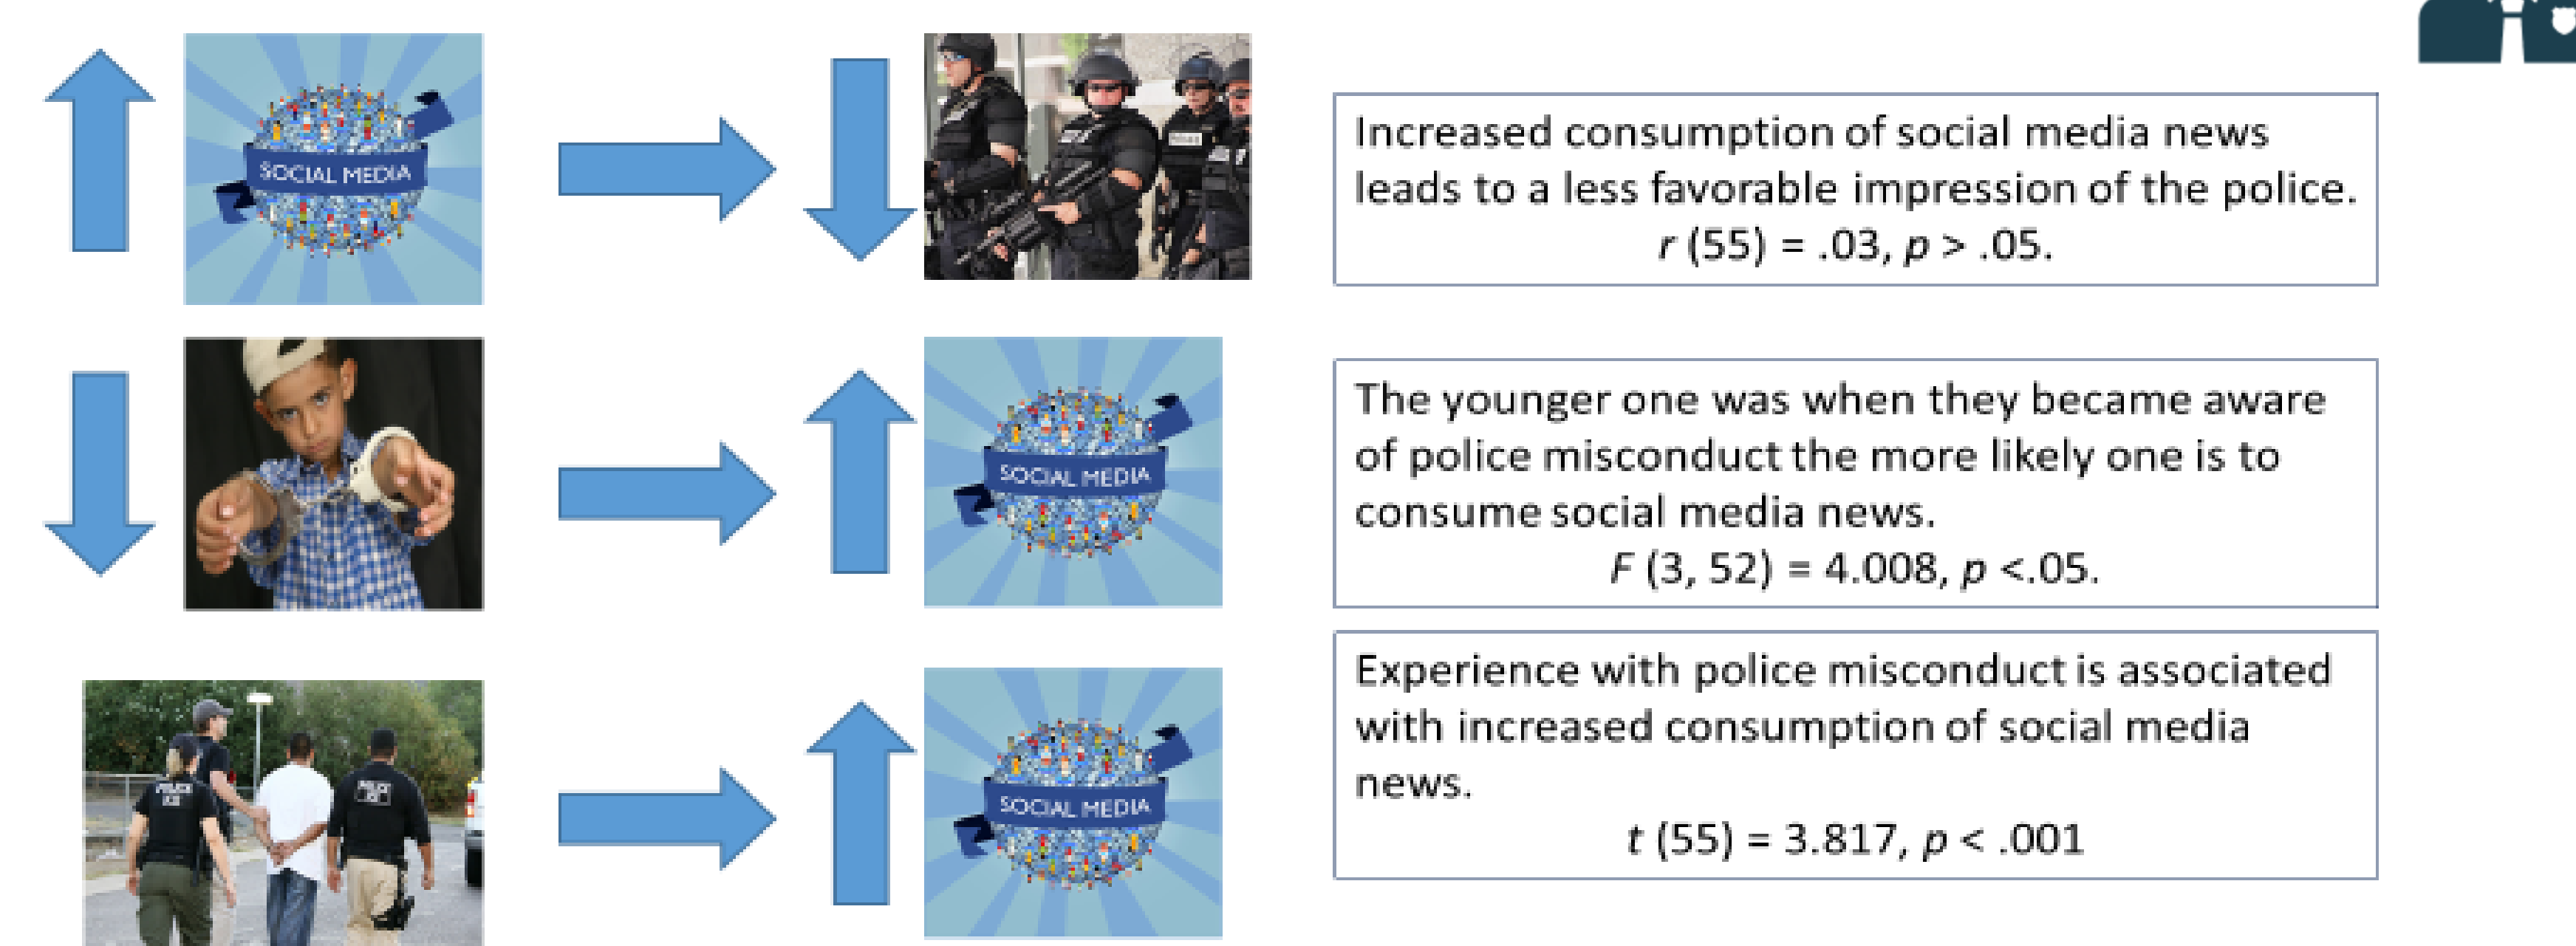 SOCIAL MEDIA
POLICE
Increased consumption of social media news
leads to a less favorable impression of the police.
r (55) = .03, p > .05.
SOCIAL MEDIA
The younger one was when they became aware
of police misconduct the more likely one is to
consume social media news.
F (3, 52) = 4.008, p <.05.
POLICE
POLICE
SOCIAL MEDIA
Experience with police misconduct is associated
with increased consumption of social media
news.
t (55) = 3.817, p < .001